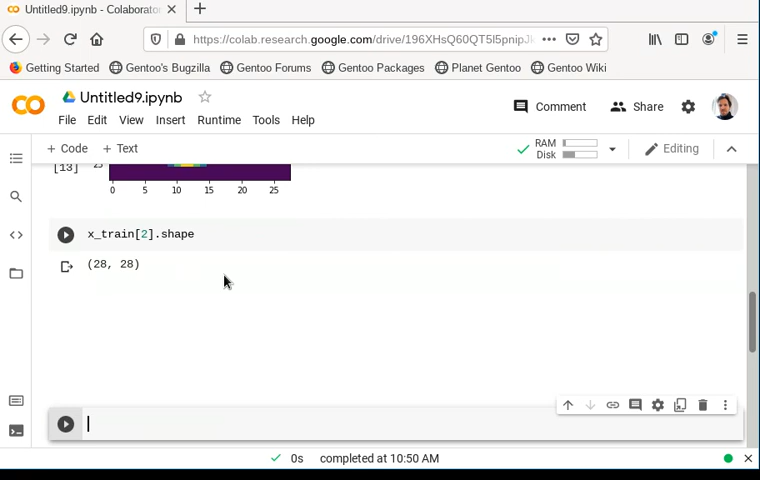 Untitled9.ipynb - Colaborator
https://colab.research.google.com/drive/196XHsQ60QT5l5pnipJ
Getting Started
Gentoo's Bugzilla
Gentoo Forums
Gentoo Packages
Planet Gentoo
Gentoo Wiki
Untitled9.ipynb
Comment
Share
File Edit View Insert Runtime Tools Help
+ Code + Text
RAM
Disk
Editing
[13]
25
0 5 10 15 20 25
x_train[2].shape
(28, 28)
0s completed at 10:50 AM